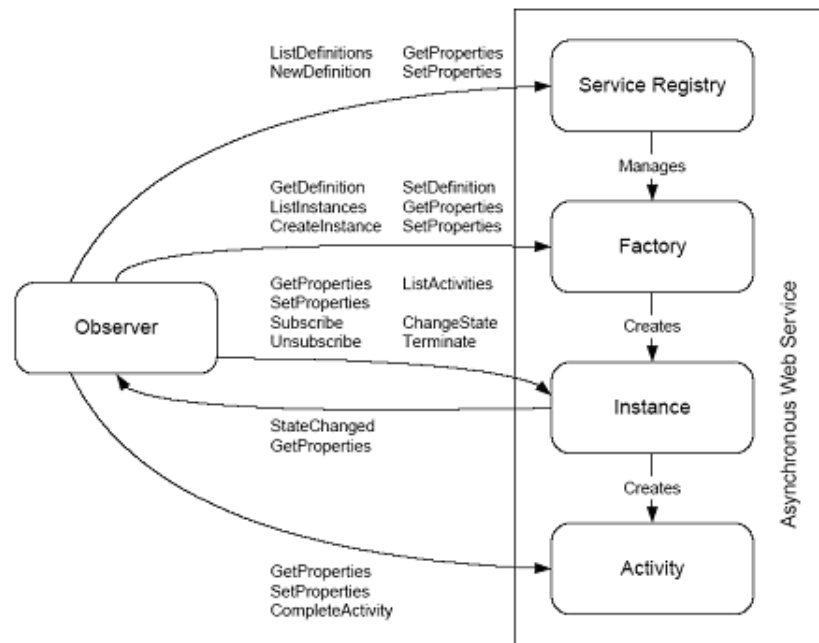 ListDefinitions GetProperties
NewDefinition SetProperties
Service Registry
Manages
GetDefinition SetDefinition
ListInstances GetProperties
CreateInstance SetProperties
Factory
GetProperties ListActivities
SetProperties
Subscribe ChangeState
Unsubscribe Terminate
Observer
Creates
Instance
StateChanged
GetProperties
Creates
Activity
GetProperties
SetProperties
CompleteActivity
Asynchronous Web Service